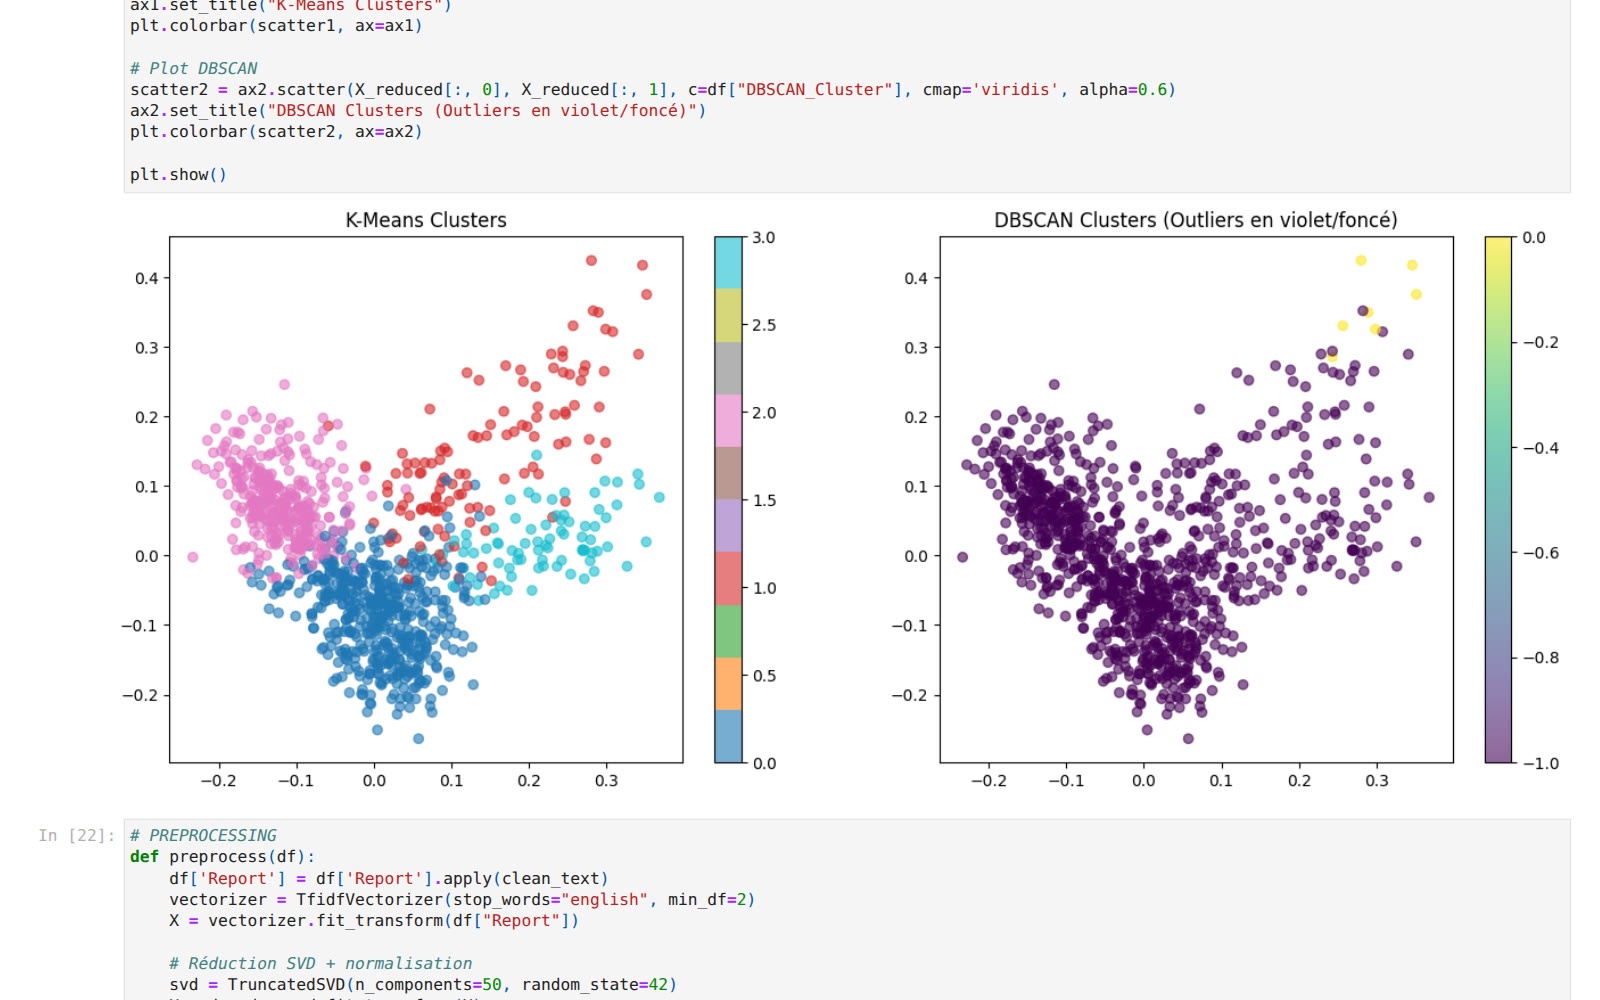 ax1.set_title("K-Means Clusters")
plt.colorbar(scatter1, ax=ax1)
# Plot DBSCAN
scatter2 = ax2.scatter(X_reduced[:, 0], X_reduced[:, 1], c=df["DBSCAN_Cluster"], cmap='viridis', alpha=0.6)
ax2.set_title("DBSCAN Clusters (Outliers en violet/foncé)")
plt.colorbar(scatter2, ax=ax2)
plt.show()
K-Means Clusters
0.4
0.3
0.2
0.1
0.0
−0.1
−0.2
−0.2 −0.1 0.0 0.1 0.2 0.3
3.0
2.5
2.0
1.5
1.0
0.5
0.0
DBSCAN Clusters (Outliers en violet/foncé)
0.4
0.3
0.2
0.1
0.0
−0.1
−0.2
−0.2 −0.1 0.0 0.1 0.2 0.3
0.0
−0.2
−0.4
−0.6
−0.8
−1.0
In [22]:
# PREPROCESSING
def preprocess(df):
    df['Report'] = df['Report'].apply(clean_text)
    vectorizer = TfidfVectorizer(stop_words="english", min_df=2)
    X = vectorizer.fit_transform(df["Report"])
    # Réduction SVD + normalisation
    svd = TruncatedSVD(n_components=50, random_state=42)